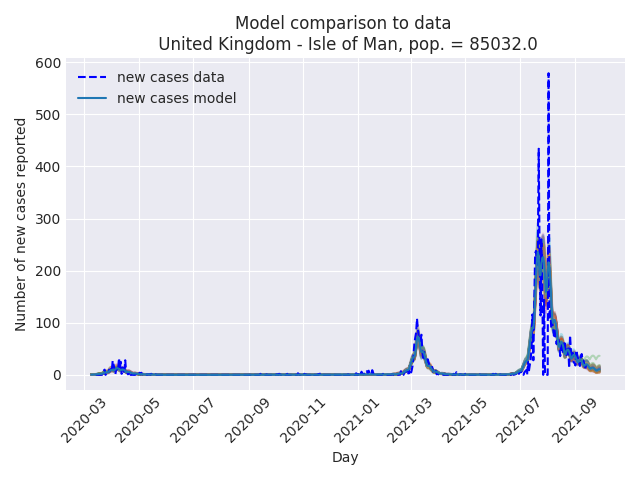 Model comparison to data
United Kingdom - Isle of Man, pop. = 85032.0
new cases data
new cases model
Number of new cases reported
600
500
400
300
200
100
0
2020-03
2020-05
2020-07
2020-09
2020-11
2021-01
2021-03
2021-05
2021-07
2021-09
Day